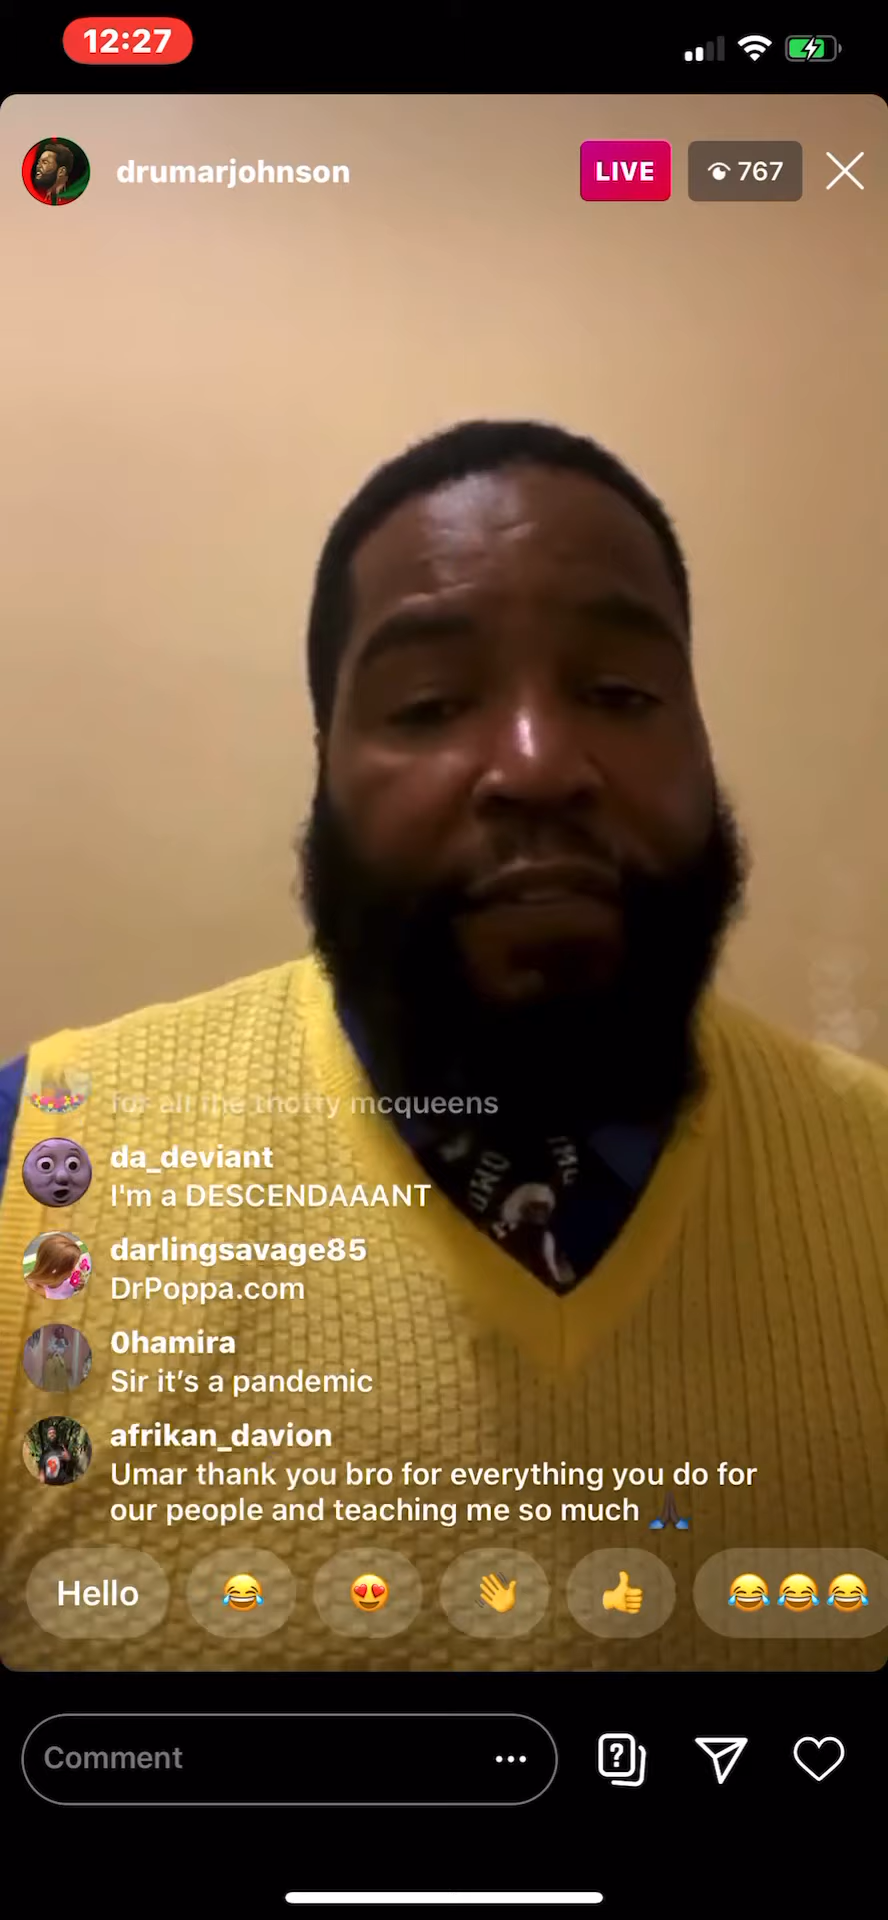 12:27
drumarjohnson
LIVE
767
for all the thotty mcqueens
da_deviant
I'm a DESCENDAAANT
darlingsavage85
DrPoppa.com
0hamira
Sir it’s a pandemic
afrikan_davion
Umar thank you bro for everything you do for
our people and teaching me so much 🙏🏿
Hello 😂 😍 👋 👍 😂😂😂
Comment